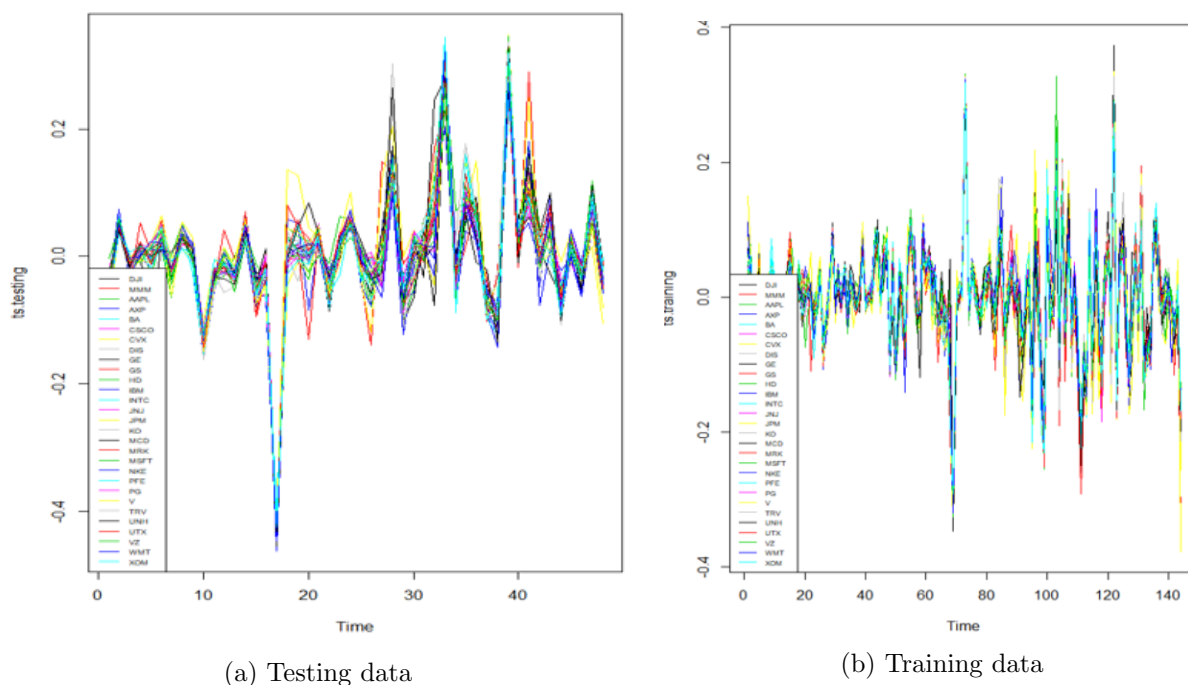 ts.testing
0.2
0.0
-0.2
-0.4
DJI
MMM
AAPL
AXP
BA
CSCO
CVX
DIS
GE
GS
HD
IBM
INTC
JNJ
JPM
KO
MCD
MRK
MSFT
NKE
PFE
PG
V
TRV
UNH
UTX
VZ
WMT
XOM
0 10 20 30 40
Time
(a) Testing data
ts.training
0.4
0.2
0.0
-0.2
-0.4
DJI
MMM
AAPL
AXP
BA
CSCO
CVX
DIS
GE
GS
HD
IBM
INTC
JNJ
JPM
KO
MCD
MRK
MSFT
NKE
PFE
PG
V
TRV
UNH
UTX
VZ
WMT
XOM
0 20 40 60 80 100 120 140
Time
(b) Training data